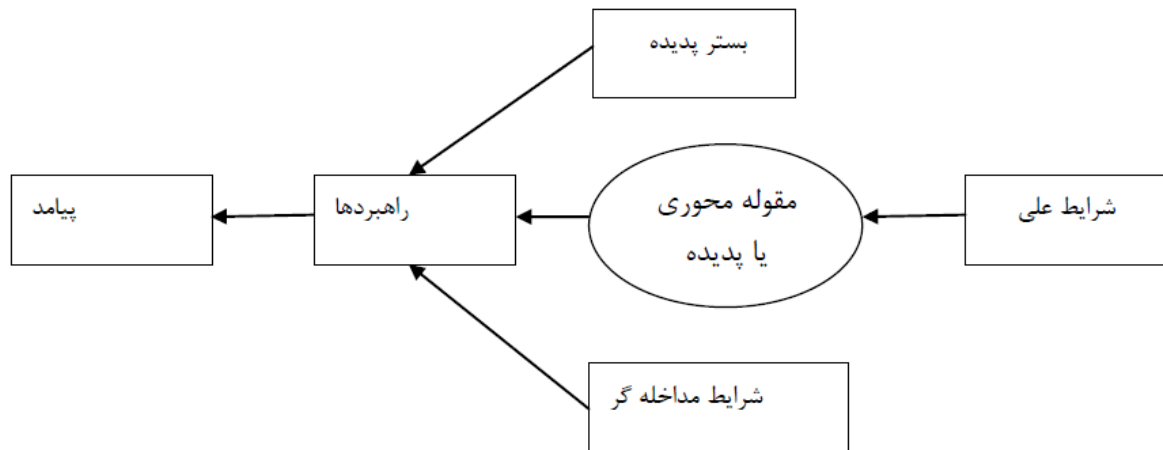 بستر پدیده
شرایط علی
مقوله محوری
یا پدیده
راهبردها
پیامد
شرایط مداخله گر